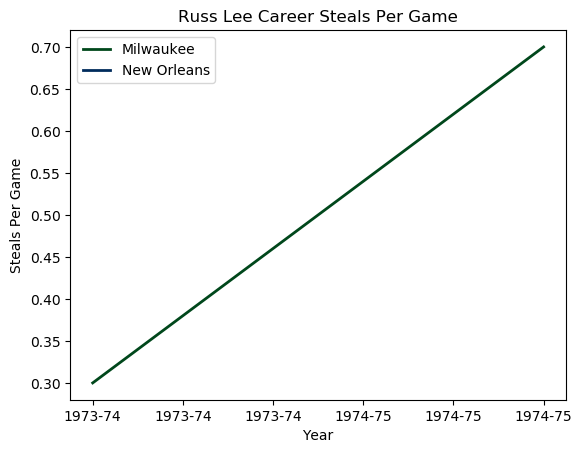 Russ Lee Career Steals Per Game
Milwaukee
New Orleans
0.70
0.65
0.60
0.55
0.50
0.45
0.40
0.35
0.30
Steals Per Game
1973-74 1973-74 1973-74 1974-75 1974-75 1974-75
Year